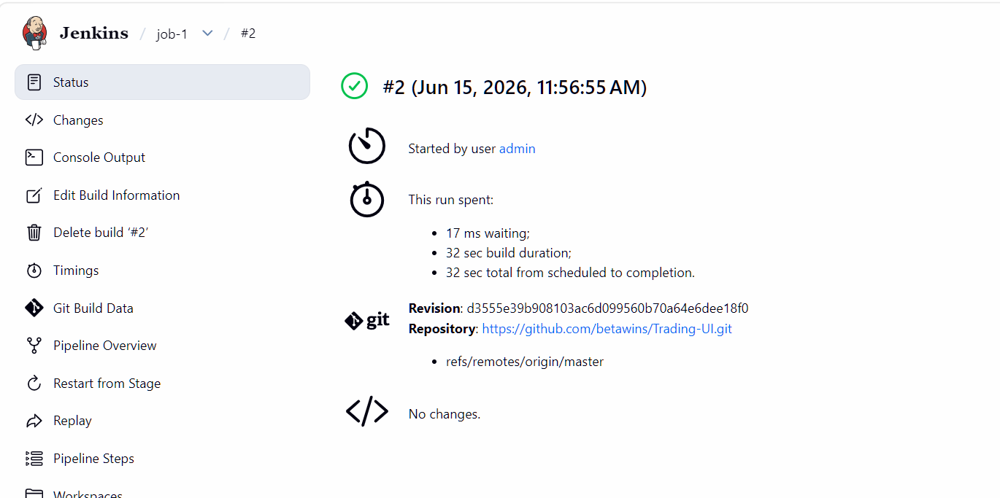 Jenkins / job-1 / #2
Status
Changes
Console Output
Edit Build Information
Delete build ‘#2’
Timings
Git Build Data
Pipeline Overview
Restart from Stage
Replay
Pipeline Steps
Workspaces
#2 (Jun 15, 2026, 11:56:55 AM)
Started by user admin
This run spent:
• 17 ms waiting;
• 32 sec build duration;
• 32 sec total from scheduled to completion.
git
Revision: d3555e39b908103ac6d099560b70a64e6dee18f0
Repository: https://github.com/betawins/Trading-UI.git
• refs/remotes/origin/master
No changes.